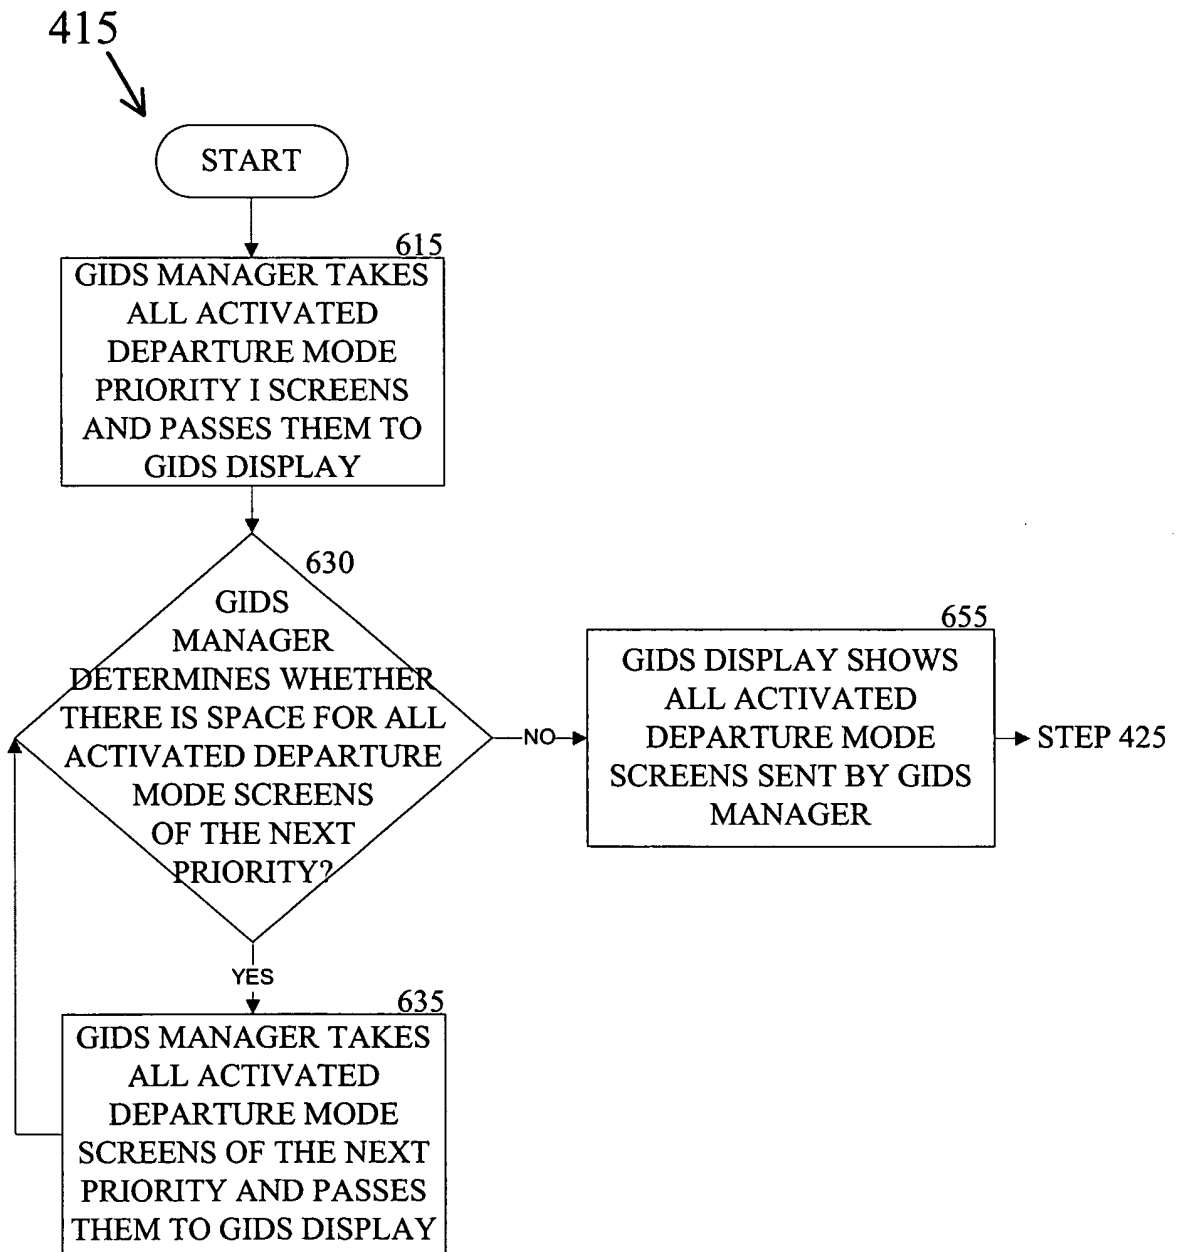 415
START
615
GIDS MANAGER TAKES
ALL ACTIVATED
DEPARTURE MODE
PRIORITY I SCREENS
AND PASSES THEM TO
GIDS DISPLAY
630
GIDS
MANAGER
DETERMINES WHETHER
THERE IS SPACE FOR ALL
ACTIVATED DEPARTURE
MODE SCREENS
OF THE NEXT
PRIORITY?
NO
655
GIDS DISPLAY SHOWS
ALL ACTIVATED
DEPARTURE MODE
SCREENS SENT BY GIDS
MANAGER
STEP 425
YES
635
GIDS MANAGER TAKES
ALL ACTIVATED
DEPARTURE MODE
SCREENS OF THE NEXT
PRIORITY AND PASSES
THEM TO GIDS DISPLAY